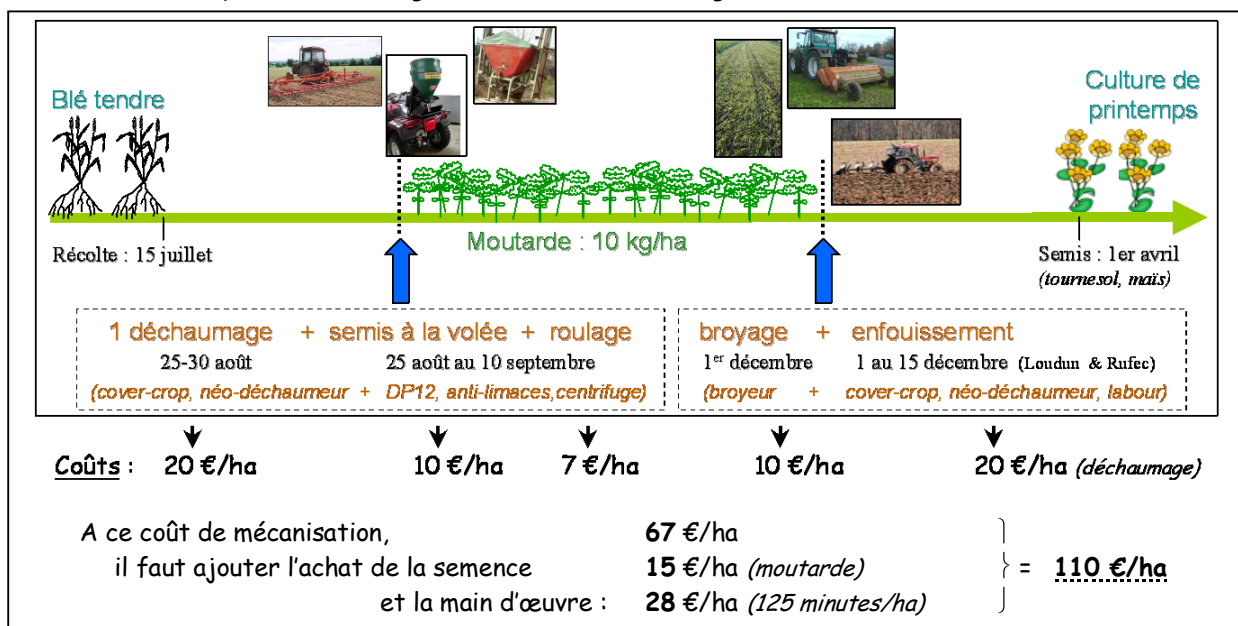 Blé tendre
Culture de
printemps
Moutarde : 10 kg/ha
Récolte : 15 juillet
Semis : 1er avril
(tournesol, maïs)
1 déchaumage + semis à la volée + roulage
25-30 août 25 août au 10 septembre
(cover-crop, néo-déchaumeur + DP12, anti-limaces,centrifuge)
broyage + enfouissement
1er décembre 1 au 15 décembre (Loudun & Rufec)
(broyeur + cover-crop, néo-déchaumeur, labour)
Coûts : 20 €/ha 10 €/ha 7 €/ha 10 €/ha 20 €/ha (déchaumage)
A ce coût de mécanisation, 67 €/ha
il faut ajouter l'achat de la semence 15 €/ha (moutarde) = 110 €/ha
et la main d'œuvre : 28 €/ha (125 minutes/ha)